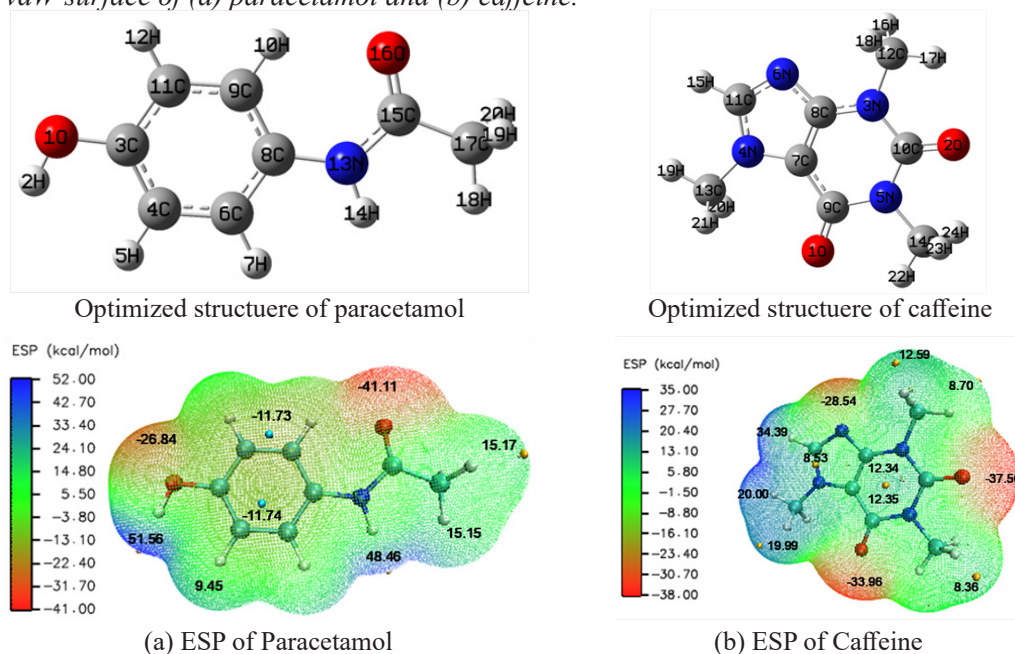 vdW surface of (a) paracetamol and (b) caffeine.
12H 10H 16O
11C 9C 15C 20H
1O 3C 8C 13N 17C 19H
2H 4C 6C 14H 18H
5H 7H
16H
18H 12C 17H
15H 6N
11C 8C 3N
4N 7C 10C 2O
19H 13C 9C 5N
20H 21H 1O 14C 24H 23H
22H
Optimized structuere of paracetamol
Optimized structuere of caffeine
ESP (kcal/mol)
52.00
42.70
33.40
24.10
14.80
5.50
-3.80
-13.10
-22.40
-31.70
-41.00
-41.11
-11.73
-26.84
15.17
-11.74
51.56
48.46
15.15
9.45
ESP (kcal/mol)
35.00
27.70
20.40
13.10
5.80
-1.50
-8.80
-16.10
-23.40
-30.70
-38.00
12.59
8.70
-28.54
34.39
8.53
12.34
12.35
20.00
19.99
-33.96
8.36
(a) ESP of Paracetamol
(b) ESP of Caffeine